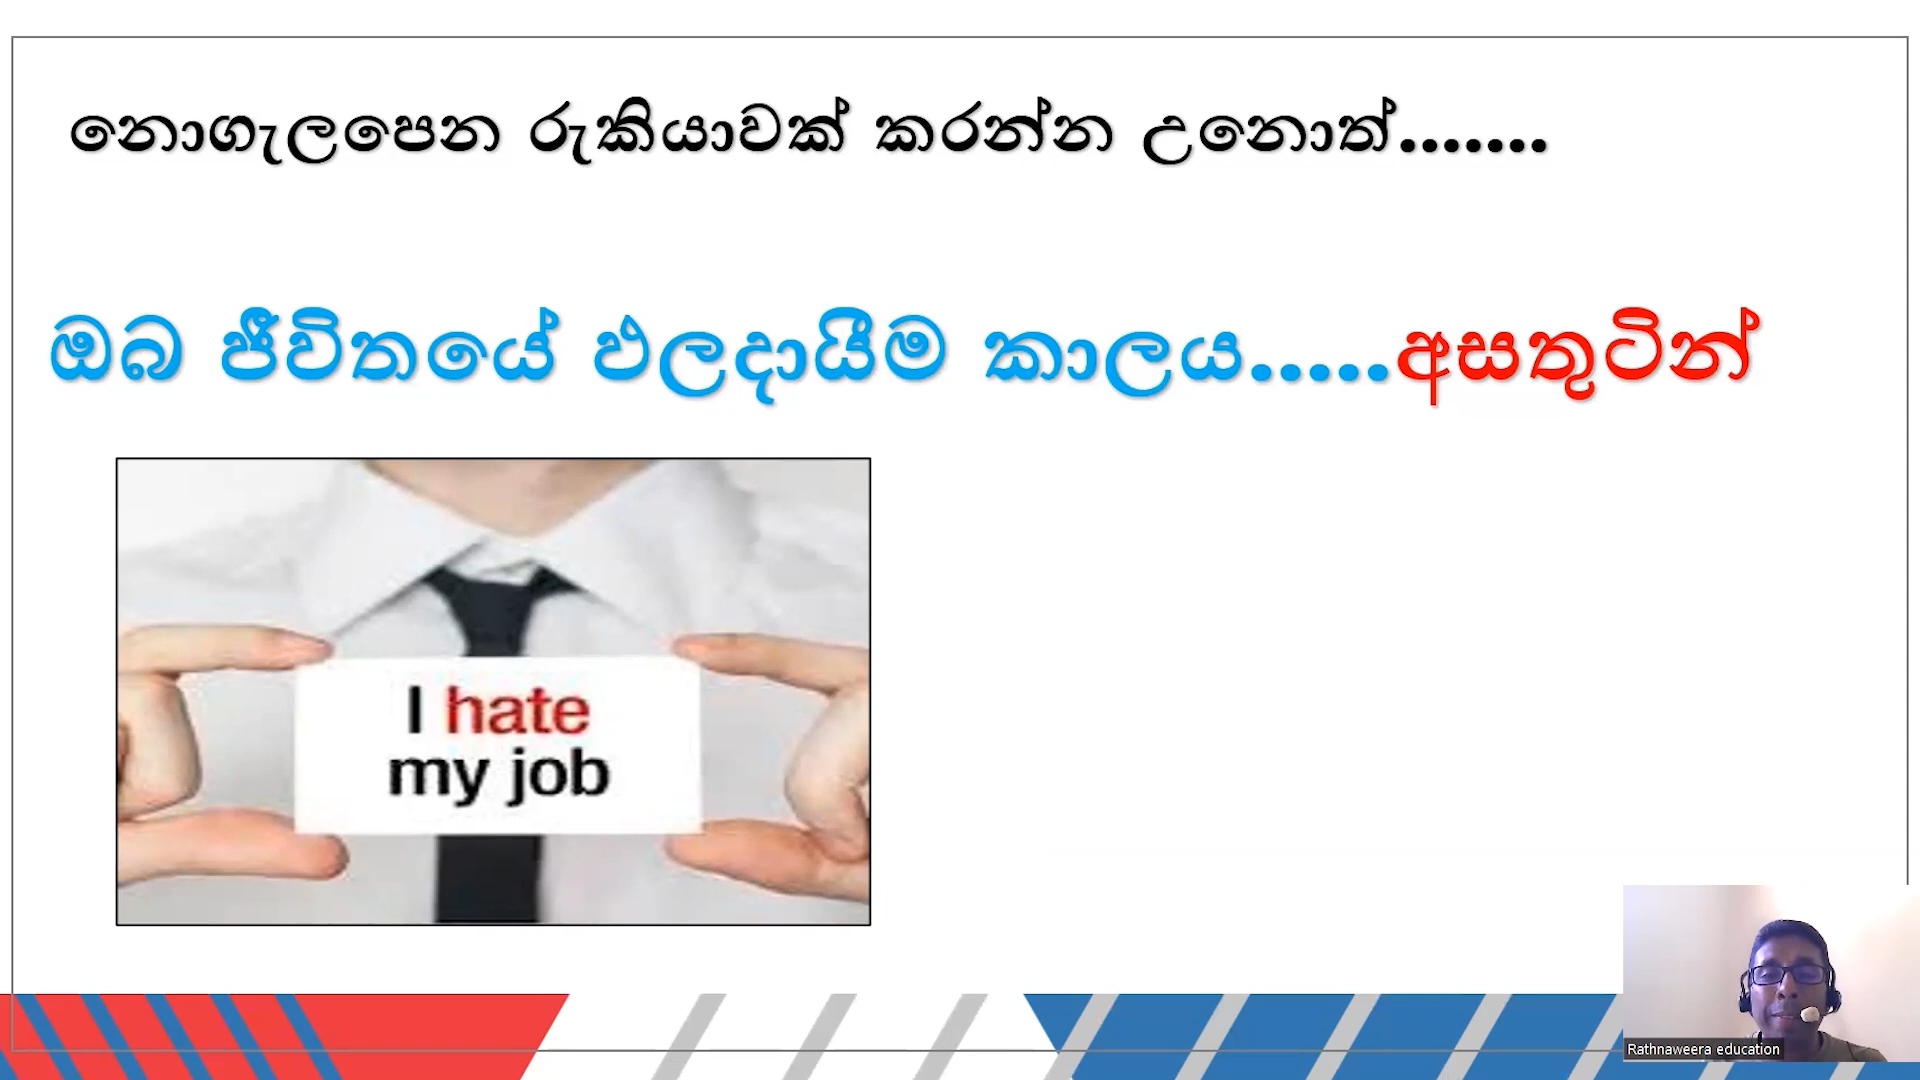 නොගැලපෙන රුකියාවක් කරන්න උනොත්.......
ඔබ ජීවිතයේ ඵලදායීම කාලය.....අසතුටින්
I hate
my job
Rathnaweera education